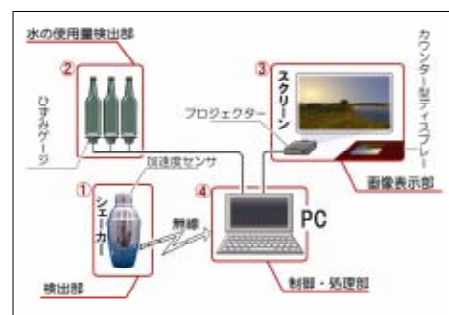 水の使用量検出部
②
ひずみゲージ
③
スクリーン
プロジェクター
カウンター型ディスプレー
画像表示部
①
シェーカー
加速度センサ
無線
検出部
④
PC
制御・処理部